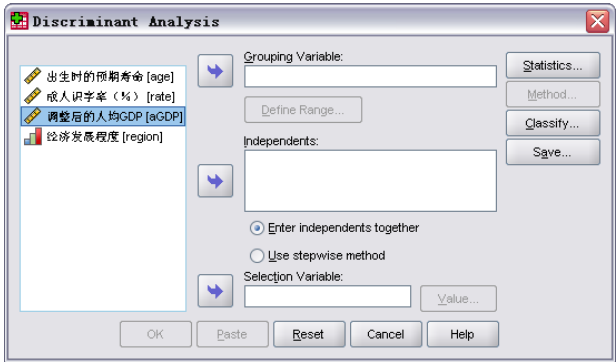 Discriminant Analysis
出生时的预期寿命 [age]
成人识字率（%） [rate]
调整后的人均GDP [aGDP]
经济发展程度 [region]
Grouping Variable:
Define Range...
Independents:
Enter independents together
Use stepwise method
Selection Variable:
Value...
Statistics...
Method...
Classify...
Save...
OK
Paste
Reset
Cancel
Help